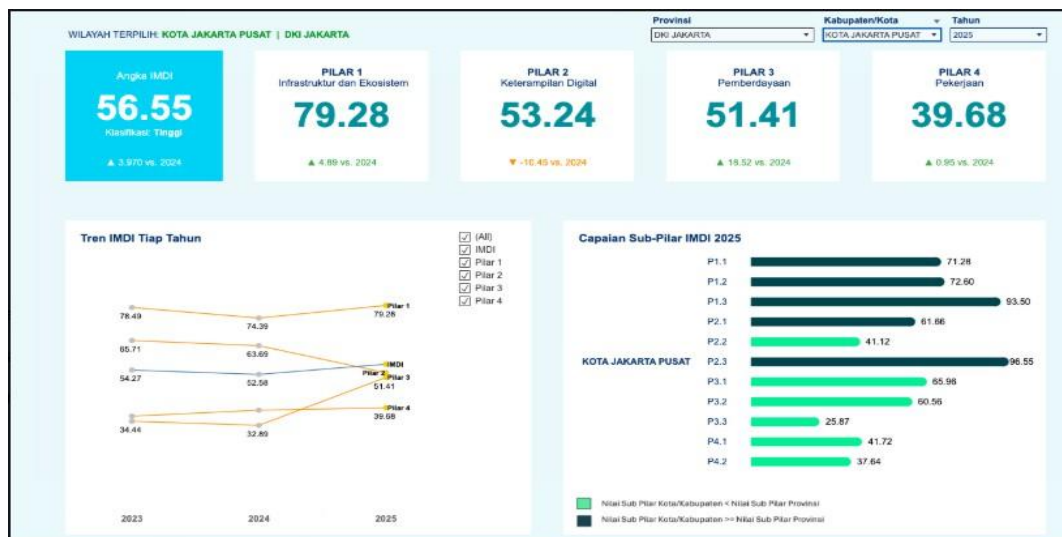 Provinsi
Kabupaten/Kota
Tahun
WILAYAH TERPILIH: KOTA JAKARTA PUSAT | DKI JAKARTA
DKI JAKARTA
KOTA JAKARTA PUSAT
2025
Angka IMDI
56.55
Klasifikasi: Tinggi
▲ 3.970 vs. 2024
PILAR 1
Infrastruktur dan Ekosistem
79.28
▲ 4.89 vs. 2024
PILAR 2
Keterampilan Digital
53.24
▼ -10.45 vs. 2024
PILAR 3
Pemberdayaan
51.41
▲ 18.52 vs. 2024
PILAR 4
Pekerjaan
39.68
▲ 0.95 vs. 2024
Tren IMDI Tiap Tahun
(All)
IMDI
Pilar 1
Pilar 2
Pilar 3
Pilar 4
78.49
74.39
Pilar 1
79.28
65.71
63.69
54.27
52.58
IMDI
Pilar 2
Pilar 3
51.41
34.44
32.89
Pilar 4
39.68
2023
2024
2025
Capaian Sub-Pilar IMDI 2025
KOTA JAKARTA PUSAT
P1.1 71.28
P1.2 72.60
P1.3 93.50
P2.1 61.66
P2.2 41.12
P2.3 96.55
P3.1 65.96
P3.2 60.56
P3.3 25.87
P4.1 41.72
P4.2 37.64
Nilai Sub Pilar Kota/Kabupaten < Nilai Sub Pilar Provinsi
Nilai Sub Pilar Kota/Kabupaten >= Nilai Sub Pilar Provinsi